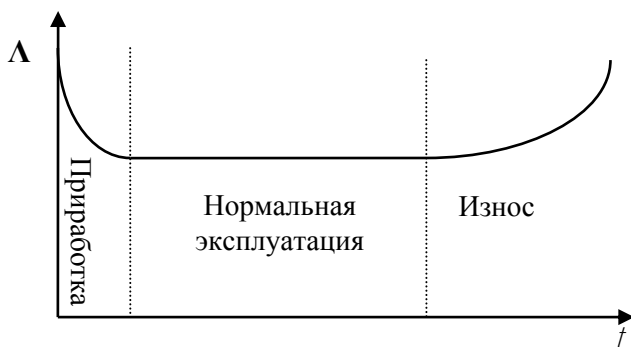 Λ
Приработка
Нормальная
эксплуатация
Износ
t